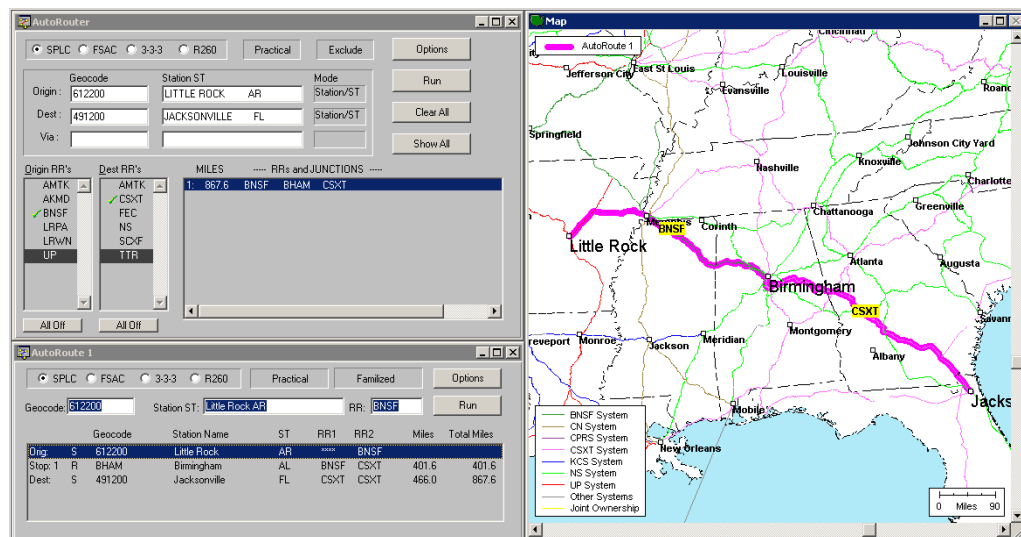 AutoRouter
SPLC FSAC 3-3-3 R260 Practical Exclude Options
Geocode Station ST Mode
Origin : 612200 LITTLE ROCK AR Station/ST Run
Dest : 491200 JACKSONVILLE FL Station/ST Clear All
Via : Show All
Origin RR's Dest RR's MILES ----- RRs and JUNCTIONS -----
AMTK AMTK 1: 867.6 BNSF BHAM CSXT
AKMD CSXT
BNSF FEC
LRPA NS
LRWN SCXF
UP TTR
All Off All Off
AutoRoute 1
SPLC FSAC 3-3-3 R260 Practical Familized Options
Geocode: 612200 Station ST: Little Rock AR RR: BNSF Run
Geocode Station Name ST RR1 RR2 Miles Total Miles
Orig: S 612200 Little Rock AR **** BNSF
Stop: 1 R BHAM Birmingham AL BNSF CSXT 401.6 401.6
Dest: S 491200 Jacksonville FL CSXT CSXT 466.0 867.6
Map
AutoRoute 1
Cincinnati
Jefferson City
East St Louis
Louisville
Evansville
Roano
Springfield
Johnson City Yard
Nashville
Knoxville
Charlotte
Memphis
BNSF
Corinth
Chattanooga
Greenville
Little Rock
Atlanta
Augusta
Birmingham
CSXT
Savann
Montgomery
reveport
Monroe
Jackson
Meridian
Albany
Jacks
Mobile
New Orleans
BNSF System
CN System
CPRS System
CSXT System
KCS System
NS System
UP System
Other Systems
Joint Ownership
0 Miles 90